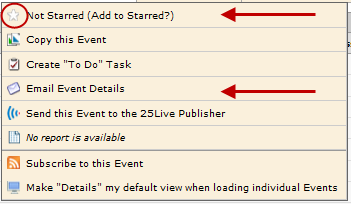 Not Starred (Add to Starred?)
Copy this Event
Create "To Do" Task
Email Event Details
Send this Event to the 25Live Publisher
No report is available
Subscribe to this Event
Make "Details" my default view when loading individual Events